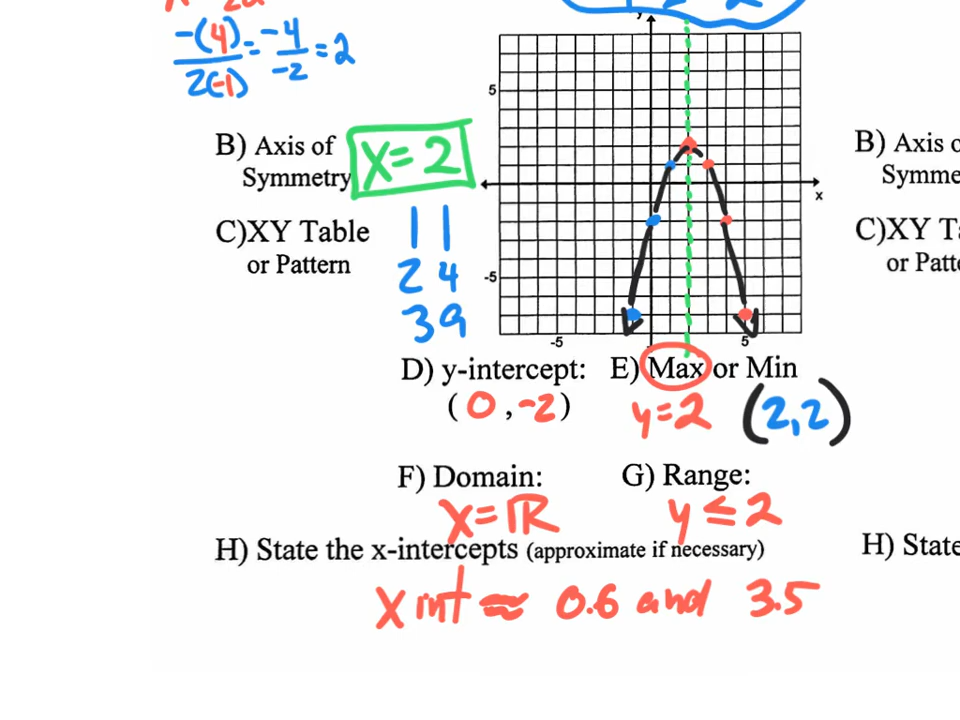 -(4) = -4 = 2
2(-1) -2
y
5
B) Axis of
Symmetry
X = 2
x
B) Axis o
Symme
C)XY Table
or Pattern
1 1
2 4
3 9
-5
-5
5
C)XY T
or Patt
D) y-intercept: E) Max or Min
( 0 , -2 ) y=2 (2,2)
F) Domain: G) Range:
X=ℝ y ≤ 2
H) State the x-intercepts (approximate if necessary)
H) State
X int ≈ 0.6 and 3.5